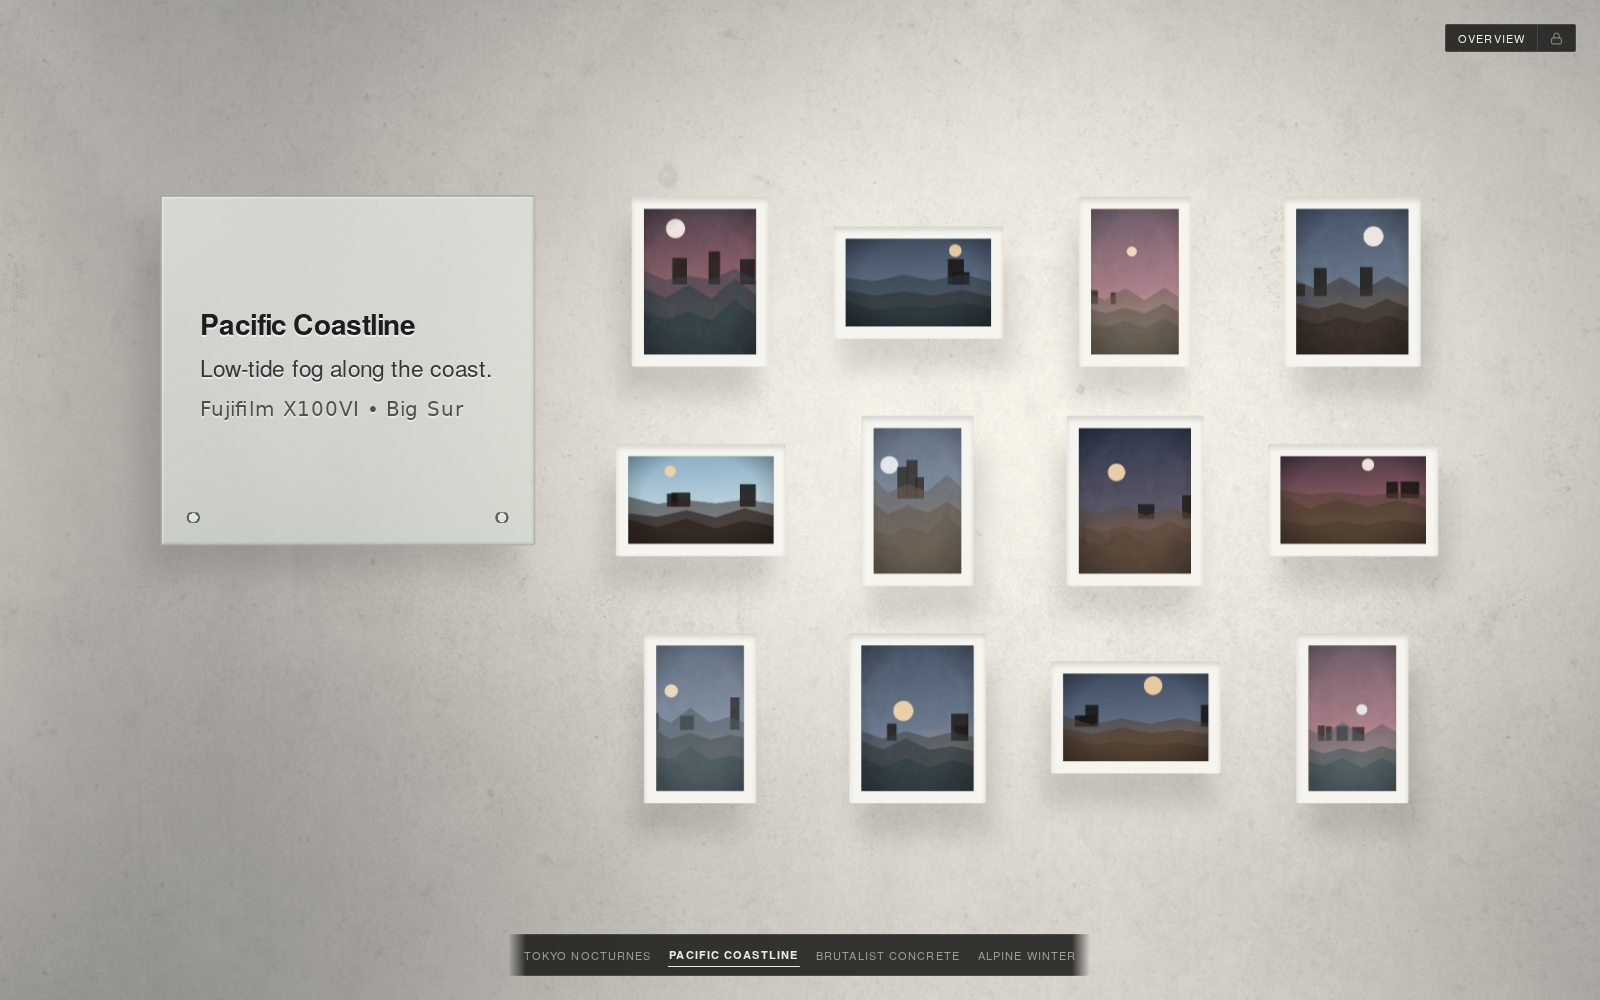 OVERVIEW
Pacific Coastline
Low-tide fog along the coast.
Fujifilm X100VI • Big Sur
TOKYO NOCTURNES PACIFIC COASTLINE BRUTALIST CONCRETE ALPINE WINTER